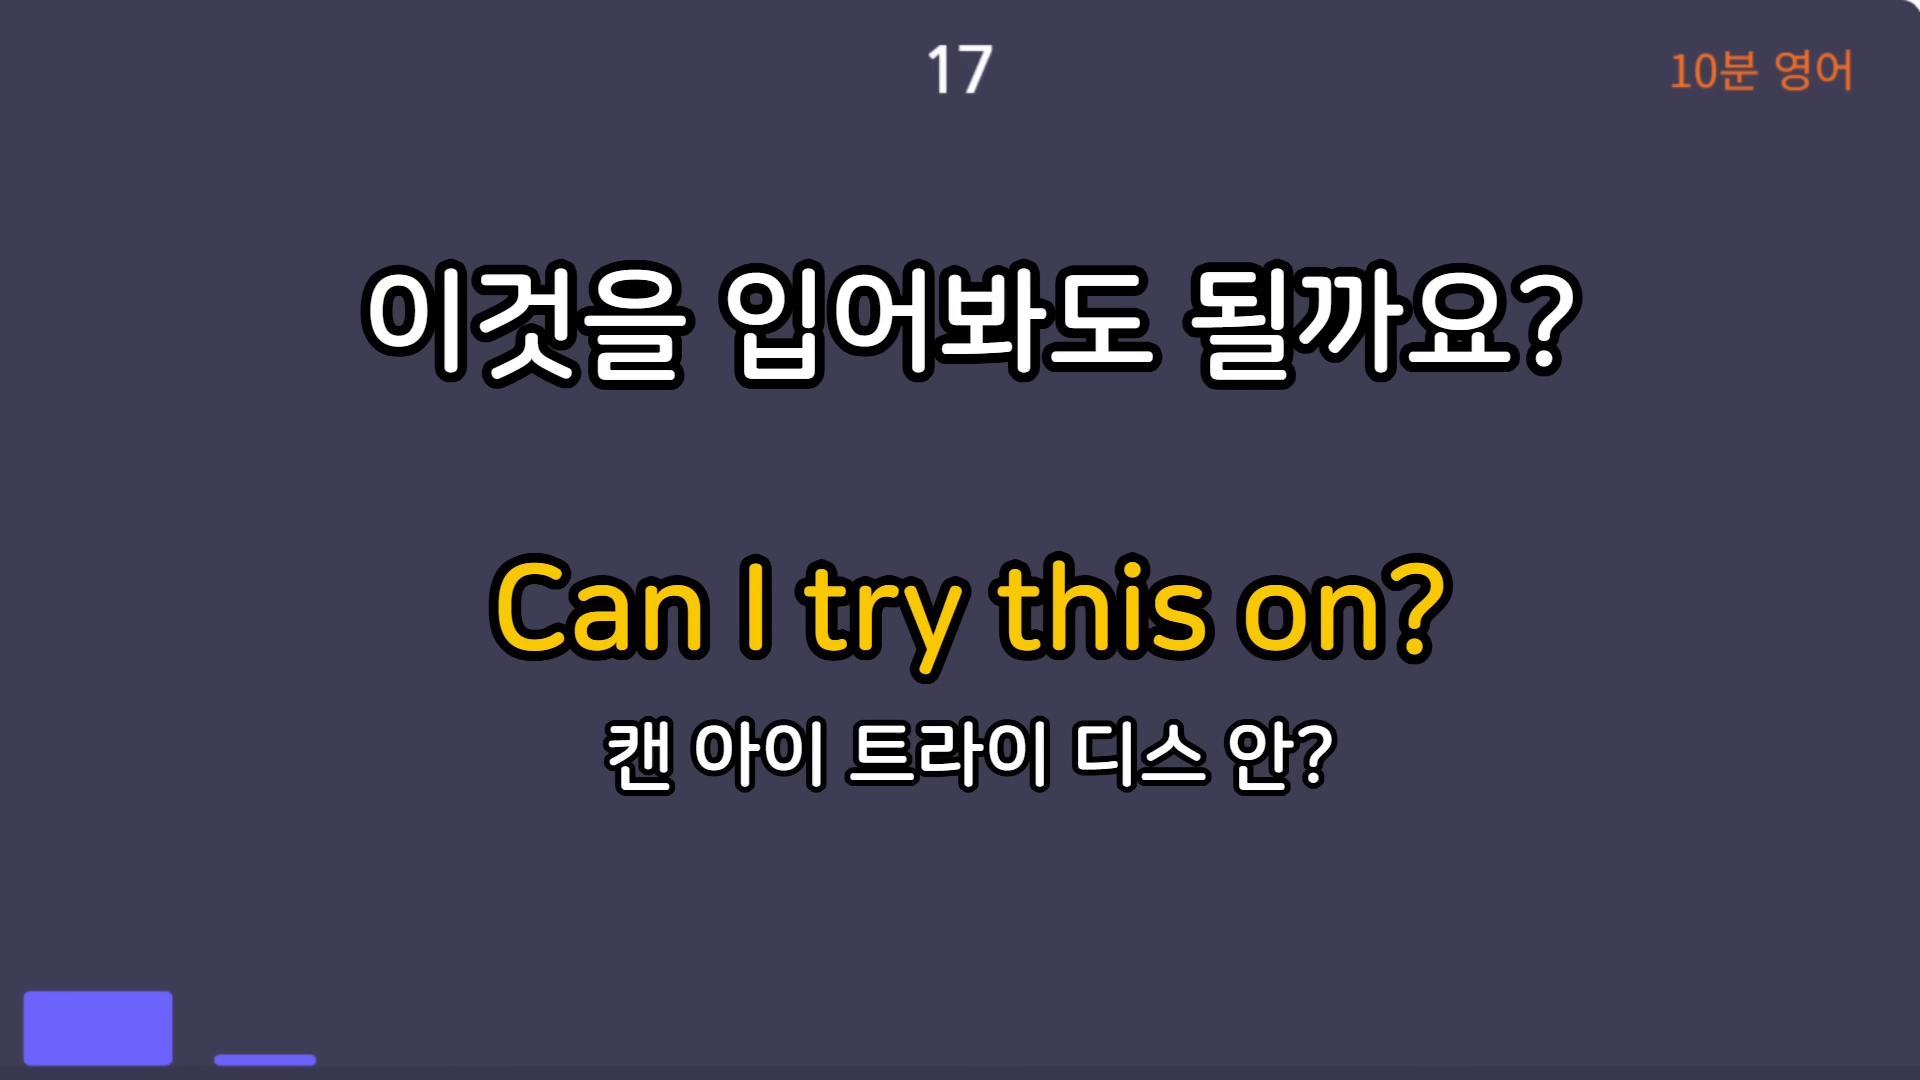 17
10분 영어
이것을 입어봐도 될까요?
Can I try this on?
캔 아이 트라이 디스 안?